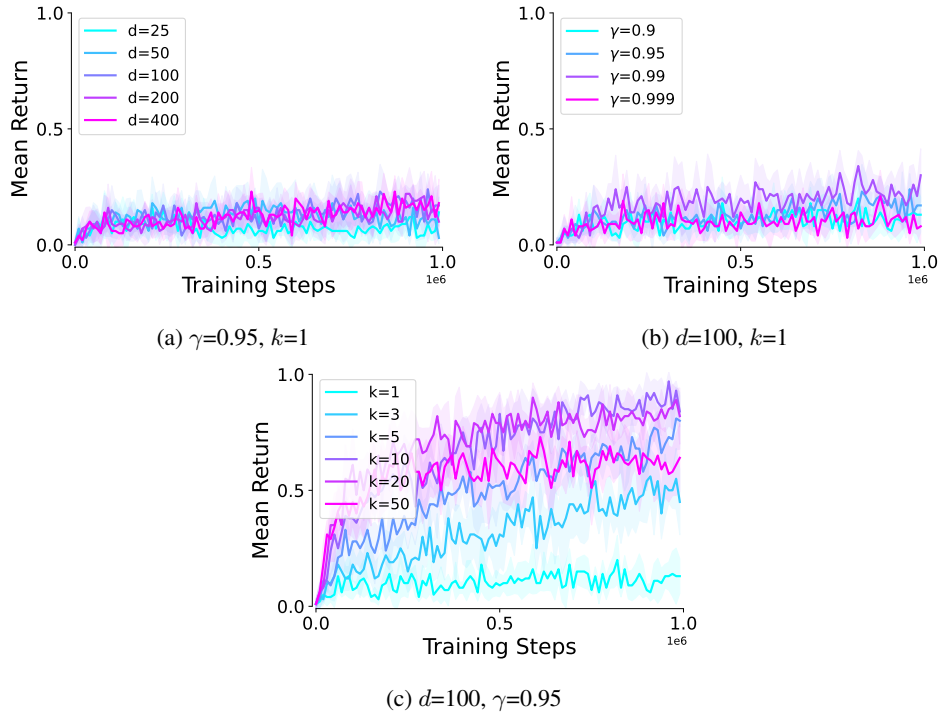 1.0
d=25
d=50
d=100
d=200
d=400
0.5
0.0
Mean Return
0.0 0.5 1.0
1e6
Training Steps
(a) γ=0.95, k=1
1.0
γ=0.9
γ=0.95
γ=0.99
γ=0.999
0.5
0.0
Mean Return
0.0 0.5 1.0
1e6
Training Steps
(b) d=100, k=1
1.0
k=1
k=3
k=5
k=10
k=20
k=50
0.5
0.0
Mean Return
0.0 0.5 1.0
1e6
Training Steps
(c) d=100, γ=0.95